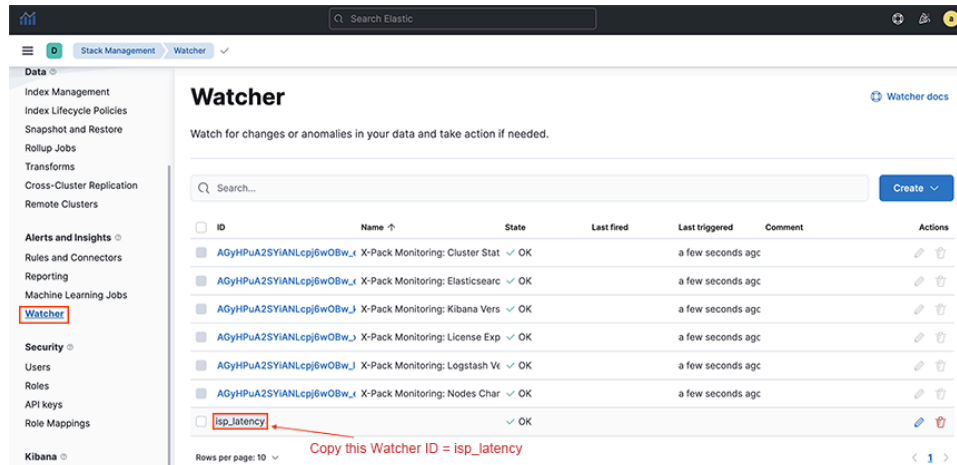 Search Elastic
a
D Stack Management Watcher
Data
Index Management
Index Lifecycle Policies
Snapshot and Restore
Rollup Jobs
Transforms
Cross-Cluster Replication
Remote Clusters
Alerts and Insights
Rules and Connectors
Reporting
Machine Learning Jobs
Watcher
Security
Users
Roles
API keys
Role Mappings
Kibana
Watcher
Watcher docs
Watch for changes or anomalies in your data and take action if needed.
Search...
Create
ID Name State Last fired Last triggered Comment Actions
X-Pack Monitoring: Cluster Stat OK a few seconds agc
X-Pack Monitoring: Elasticsearc OK a few seconds agc
X-Pack Monitoring: Kibana Vers OK a few seconds agc
X-Pack Monitoring: License Exp OK a few seconds agc
X-Pack Monitoring: Logstash Ve OK a few seconds agc
X-Pack Monitoring: Nodes Char OK a few seconds agc
isp_latency OK
Copy this Watcher ID = isp_latency
Rows per page: 10
1